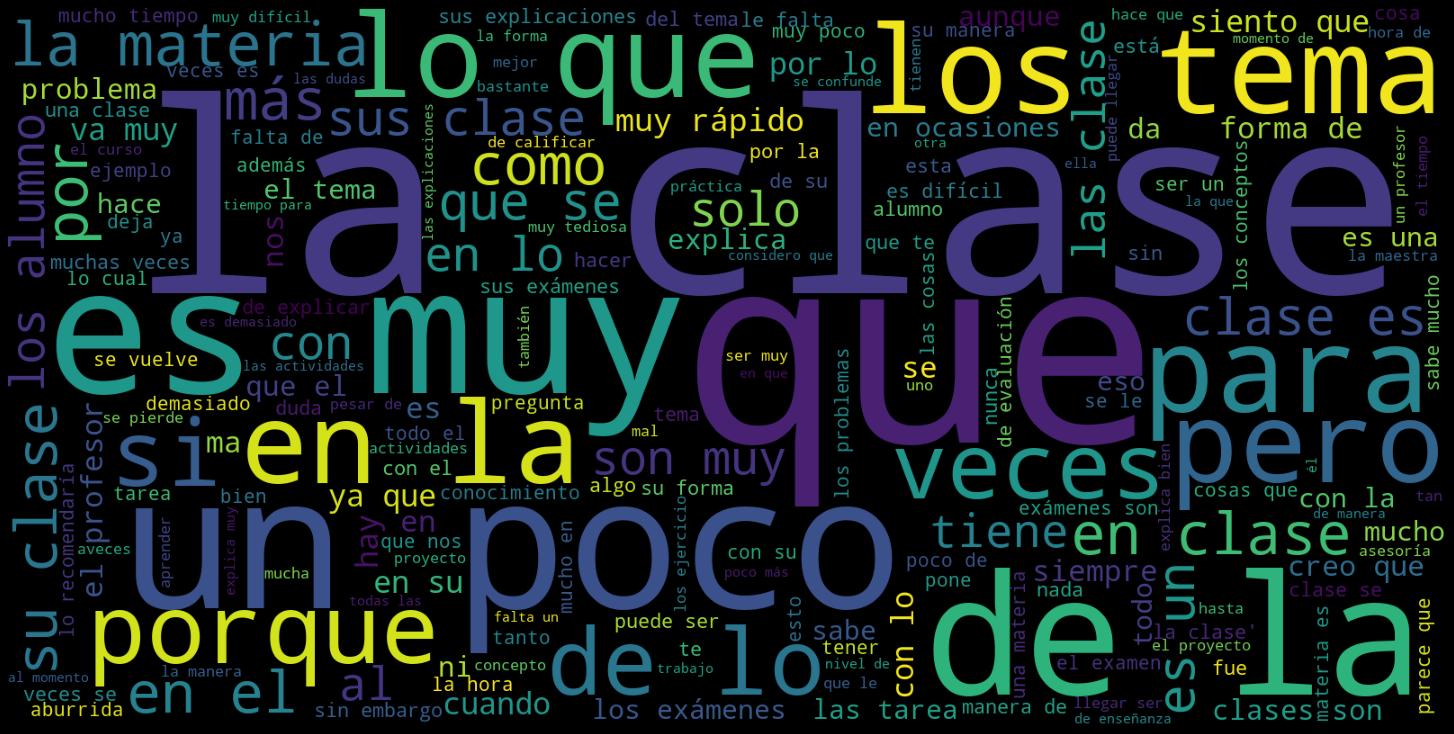 mucho tiempo
muy difícil
sus explicaciones
del tema
le falta
aunque
hace que
cosa
la materia
lo que
la forma
muy poco
su manera
siento que
hora de
veces es
las dudas
mejor
por lo
los tema
está
momento de
problema
más
bastante
se confunde
tienen
las clase
una clase
sus clase
muy rápido
puede llegar
va muy
falta de
las explicaciones
de calificar
en ocasiones
otra
da
forma de
los alumno
por
el curso
la clase
como
por la
esta
ella
un profesor
el tiempo
ejemplo
además
el tema
práctica
de su
es difícil
ser un
los conceptos
hace
tiempo para
que se
solo
alumno
la que
deja
nos
muy tediosa
explica
que te
sin
es una
ya
muchas veces
en lo
hacer
considero que
las cosase
la maestra
lo cual
sus exámenes
es
muy
que
de explicar
es demasiado
también
clase es
para
con
se vuelve
las actividades
ser muy
en que
los problemas
se
uno
nunca
de evaluación
eso
se le
sabe mucho
que el
demasiado
duda
pesar de
es
pregunta
tema
pero
se pierde
si
en la
todo el
actividades
mal
son muy
veces
él
ma
con el
algo
su forma
su clase
lo recomendaría
el profesor
tarea
bien
ya que
conocimiento
cosas que
con la
tan
exámenes son
de manera
un poco
hay
en
que nos
proyecto
mucho en
los ejercicio
con su
poco más
poco de
tiene
en clase
explica bien
mucho
asesoría
aveces
aprender
explica muy
mucha
en su
todas las
pone
siempre
nada
creo que
clase se
hasta
porque
falta un
tanto
puede ser
esto
sabe
con lo
de la
una materia
todos
la clase'
el proyecto
es un
fue
materia es
parece que
ni
concepto
de lo
te
trabajo
tener
nivel de
que le
el examen
al momento
la manera
la hora
veces se
en el
al
aburrida
sin embargo
cuando
los exámenes
las tarea
manera de
llegar ser
de enseñanza
clases son